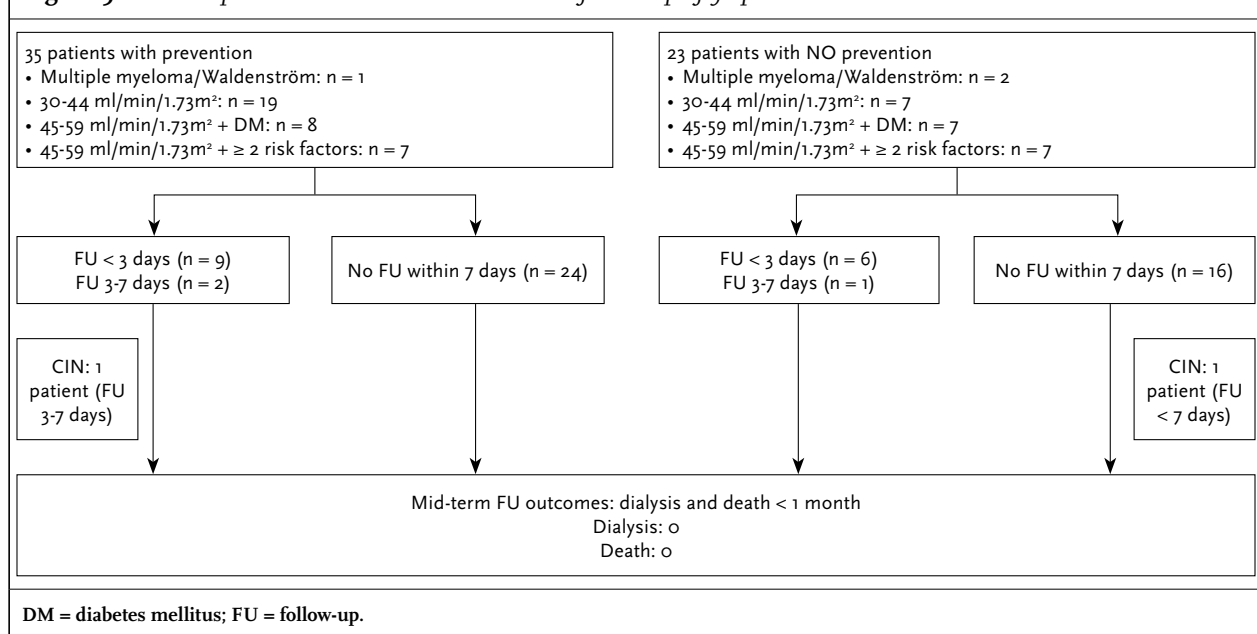 35 patients with prevention
• Multiple myeloma/Waldenström: n = 1
• 30-44 ml/min/1.73m²: n = 19
• 45-59 ml/min/1.73m² + DM: n = 8
• 45-59 ml/min/1.73m² + ≥ 2 risk factors: n = 7
23 patients with NO prevention
• Multiple myeloma/Waldenström: n = 2
• 30-44 ml/min/1.73m²: n = 7
• 45-59 ml/min/1.73m² + DM: n = 7
• 45-59 ml/min/1.73m² + ≥ 2 risk factors: n = 7
FU < 3 days (n = 9)
FU 3-7 days (n = 2)
No FU within 7 days (n = 24)
FU < 3 days (n = 6)
FU 3-7 days (n = 1)
No FU within 7 days (n = 16)
CIN: 1
patient (FU
3-7 days)
CIN: 1
patient (FU
< 7 days)
Mid-term FU outcomes: dialysis and death < 1 month
Dialysis: 0
Death: 0
DM = diabetes mellitus; FU = follow-up.